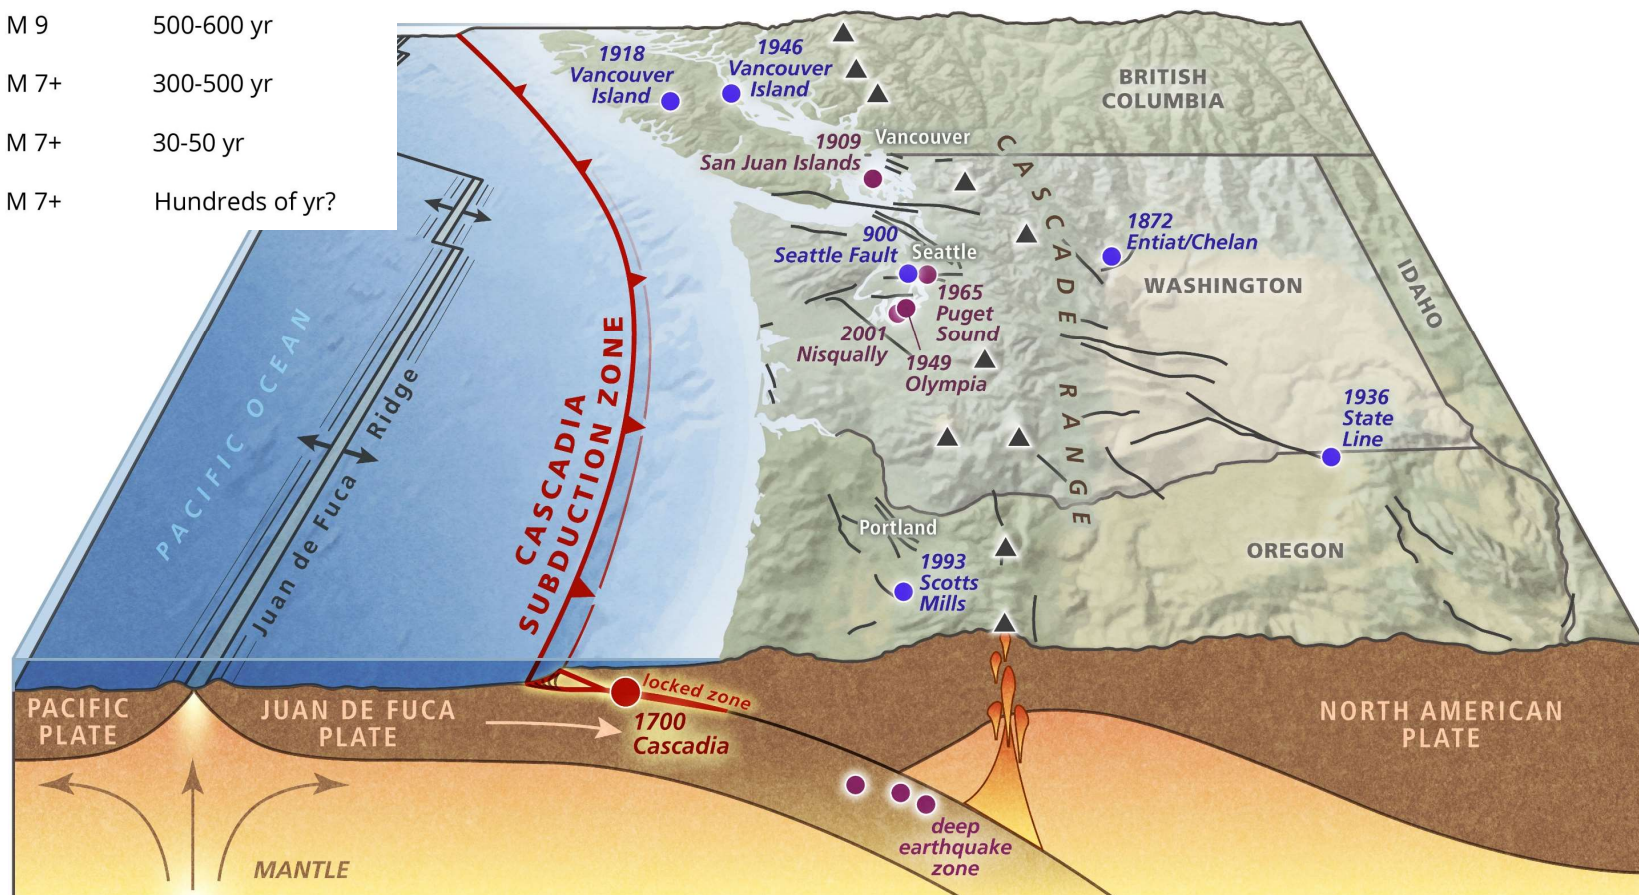 M 9 500-600 yr
M 7+ 300-500 yr
M 7+ 30-50 yr
M 7+ Hundreds of yr?
1918
Vancouver
Island
1946
Vancouver
Island
BRITISH
COLUMBIA
1909
San Juan Islands
Vancouver
CASCADE RANGE
900
Seattle Fault
Seattle
1872
Entiat/Chelan
WASHINGTON
IDAHO
1965
Puget
Sound
2001
Nisqually
1949
Olympia
PACIFIC OCEAN
Juan de Fuca Ridge
CASCADIA
SUBDUCTION ZONE
1936
State
Line
Portland
OREGON
1993
Scotts
Mills
PACIFIC
PLATE
JUAN DE FUCA
PLATE
locked zone
1700
Cascadia
NORTH AMERICAN
PLATE
deep
earthquake
zone
MANTLE